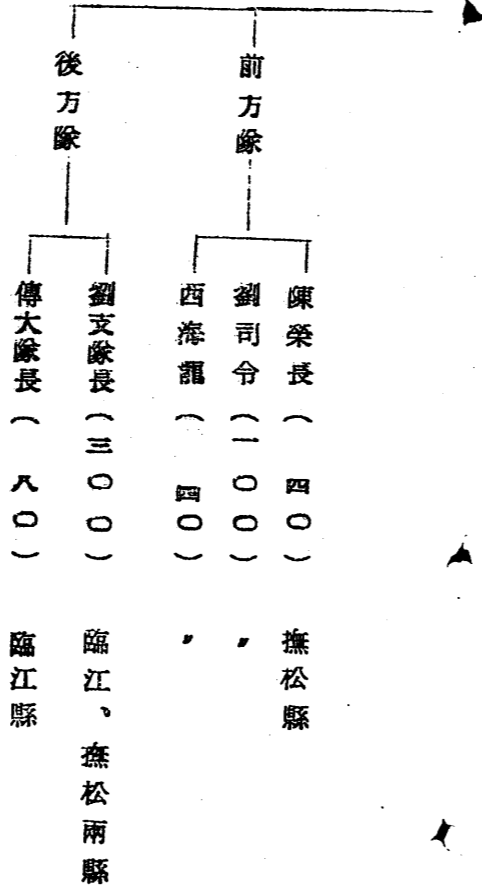 前方隊
陳榮長(四〇) 撫松縣
劉司令(一〇〇) 〃
西海龍(四〇) 〃
後方隊
劉支隊長(三〇〇) 臨江、撫松兩縣
傳大隊長(八〇) 臨江縣